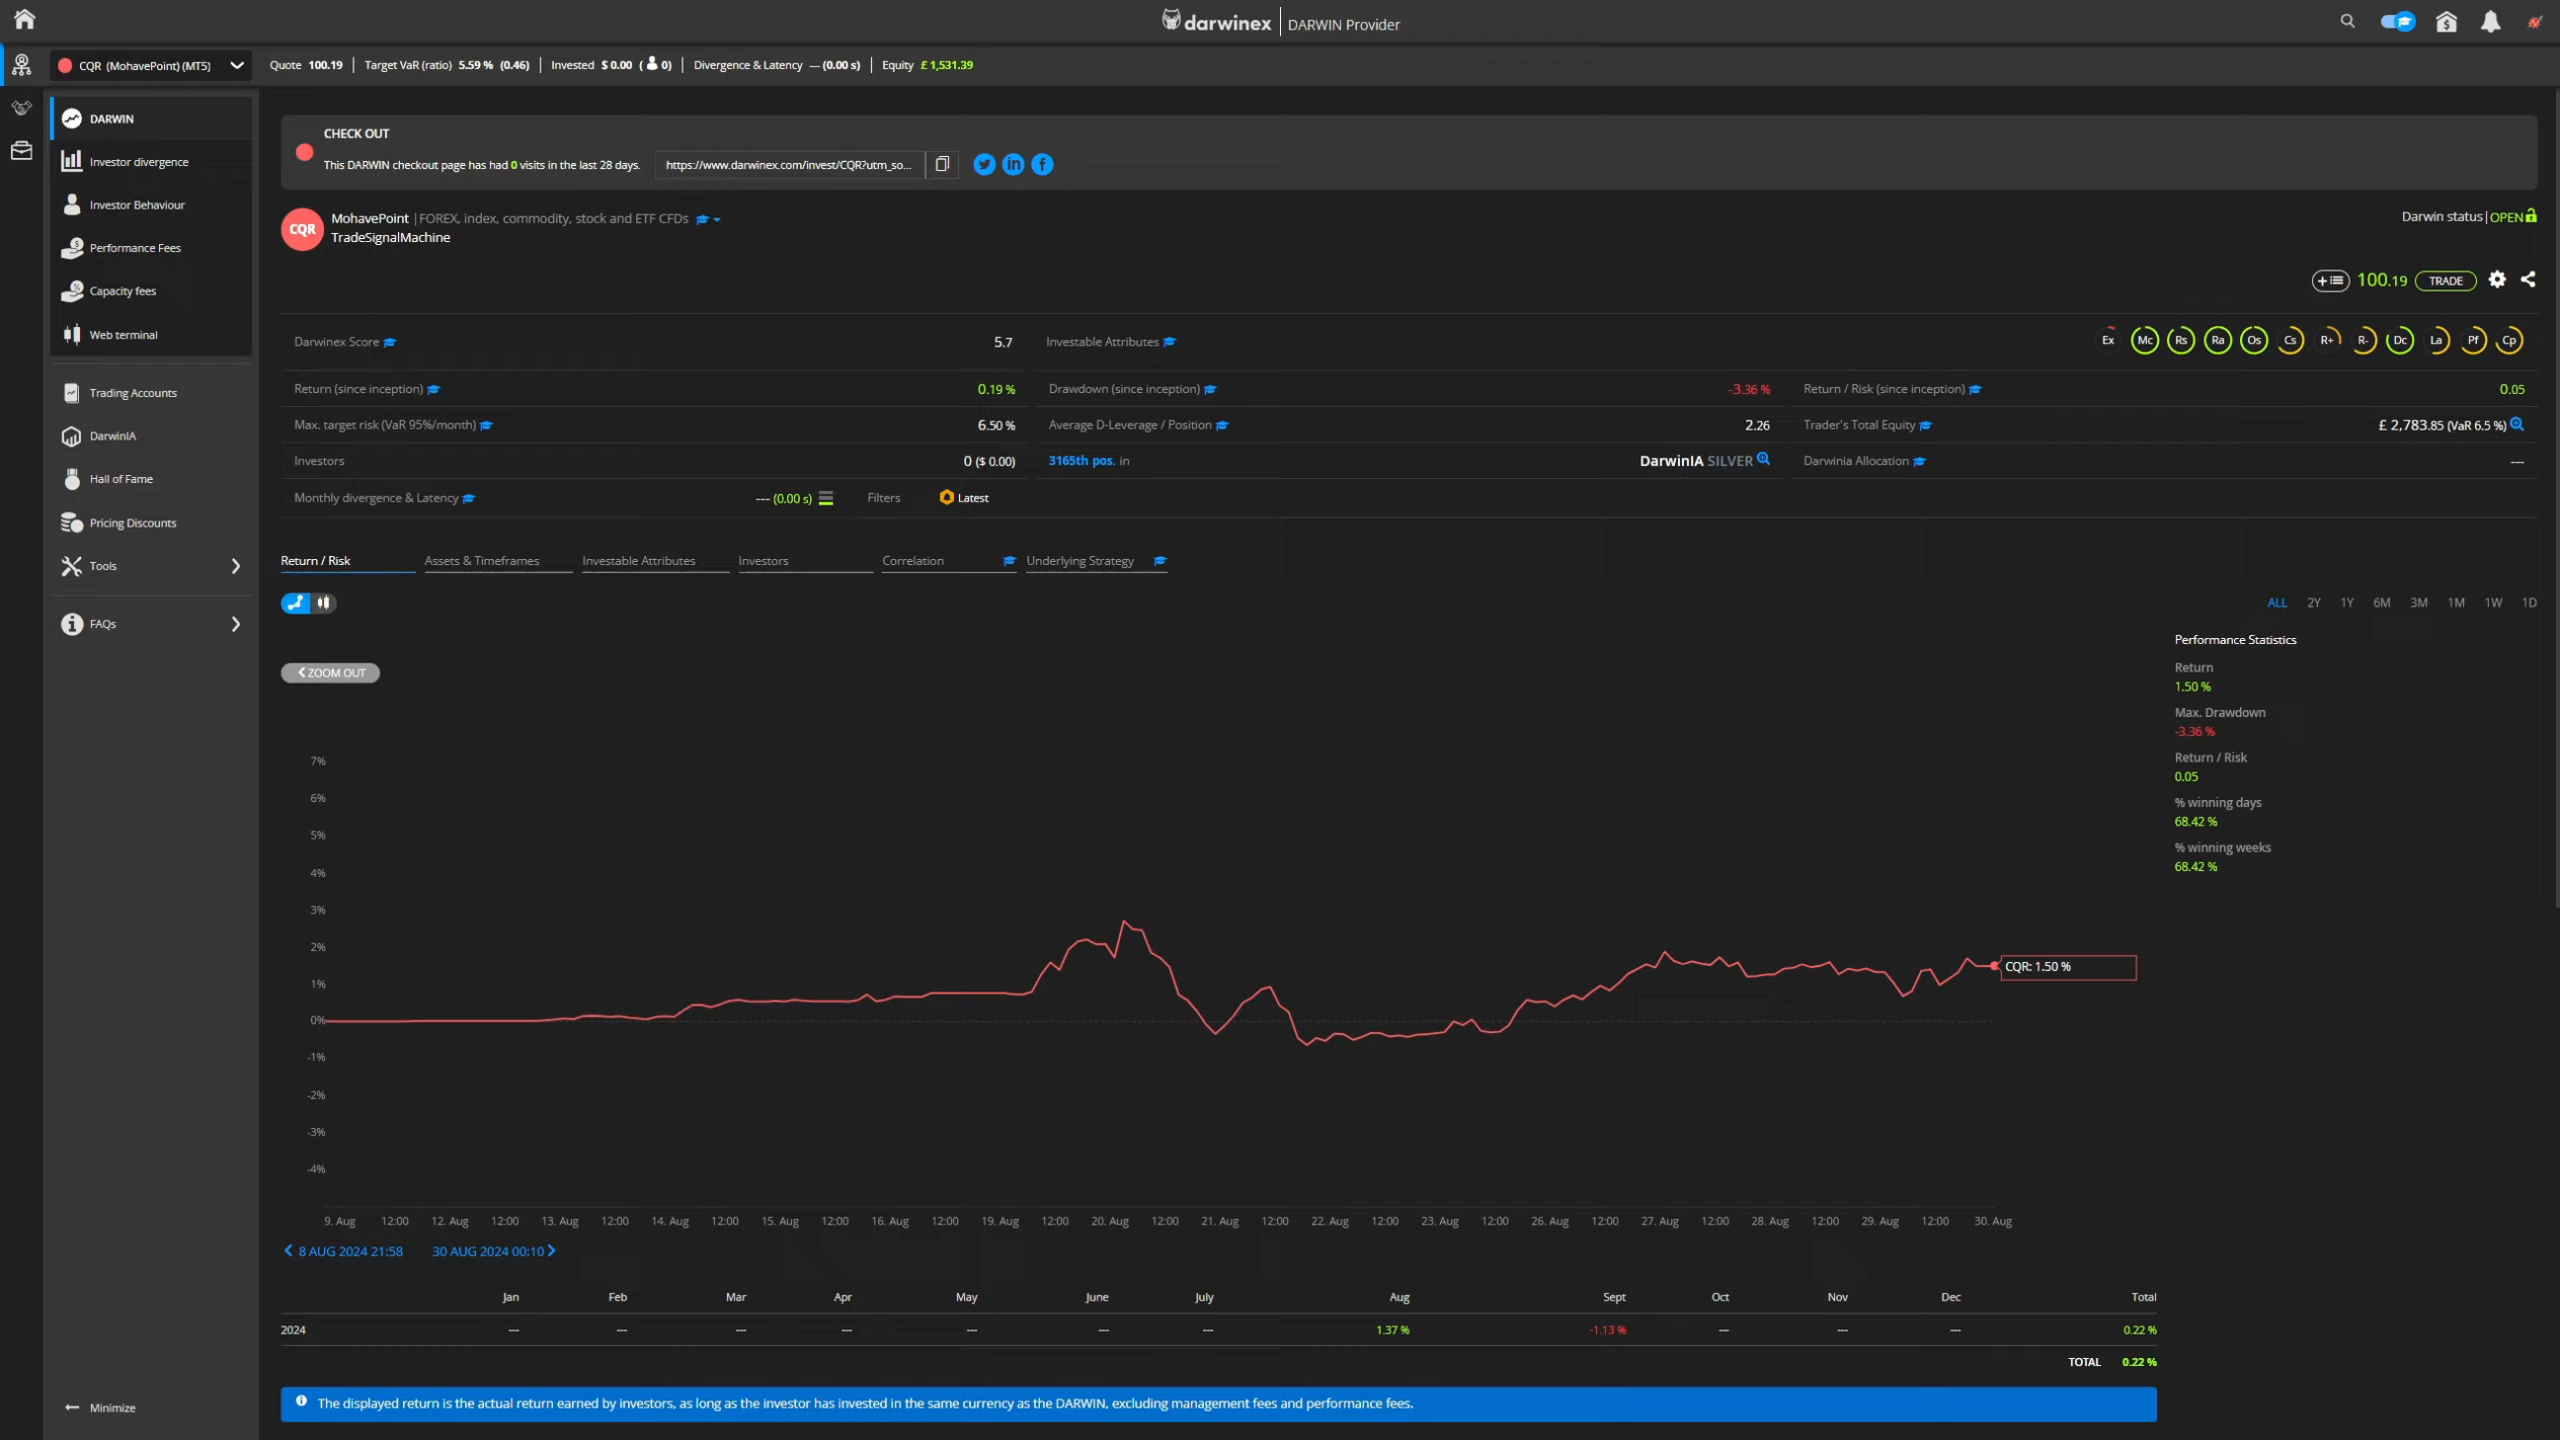 darwinex | DARWIN Provider
CQR (MohavePoint) (MT5)
Quote 100.19 | Target VaR (ratio) 5.59 % (0.46) | Invested $ 0.00 ( 0) | Divergence & Latency — (0.00 s) | Equity £ 1,531.39
DARWIN
Investor divergence
Investor Behaviour
Performance Fees
Capacity fees
Web terminal
Trading Accounts
DarwinIA
Hall of Fame
Pricing Discounts
Tools
FAQs
Minimize
CHECK OUT
This DARWIN checkout page has had 0 visits in the last 28 days. https://www.darwinex.com/invest/CQR?utm_so...
CQR
MohavePoint | FOREX, index, commodity, stock and ETF CFDs
TradeSignalMachine
Darwin status | OPEN
100.19 TRADE
Darwinex Score 5.7
Investable Attributes Ex Mc Rs Ra Os Cs R+ R- Dc La Pf Cp
Return (since inception) 0.19 %
Drawdown (since inception) -3.36 %
Return / Risk (since inception) 0.05
Max. target risk (VaR 95%/month) 6.50 %
Average D-Leverage / Position 2.26
Trader's Total Equity £ 2,783.85 (VaR 6.5 %)
Investors 0 ($ 0.00)
3165th pos. in DarwinIA SILVER
Darwinia Allocation ---
Monthly divergence & Latency --- (0.00 s)
Filters Latest
Return / Risk Assets & Timeframes Investable Attributes Investors Correlation Underlying Strategy
ALL 2Y 1Y 6M 3M 1M 1W 1D
ZOOM OUT
Performance Statistics
Return
1.50 %
Max. Drawdown
-3.36 %
Return / Risk
0.05
% winning days
68.42 %
% winning weeks
68.42 %
7%
6%
5%
4%
3%
2%
1%
0%
-1%
-2%
-3%
-4%
CQR: 1.50 %
9. Aug 12:00 12. Aug 12:00 13. Aug 12:00 14. Aug 12:00 15. Aug 12:00 16. Aug 12:00 19. Aug 12:00 20. Aug 12:00 21. Aug 12:00 22. Aug 12:00 23. Aug 12:00 26. Aug 12:00 27. Aug 12:00 28. Aug 12:00 29. Aug 12:00 30. Aug
8 AUG 2024 21:58 30 AUG 2024 00:10
Jan Feb Mar Apr May June July Aug Sept Oct Nov Dec Total
2024 --- --- --- --- --- --- --- 1.37 % -1.13 % --- --- --- 0.22 %
TOTAL 0.22 %
The displayed return is the actual return earned by investors, as long as the investor has invested in the same currency as the DARWIN, excluding management fees and performance fees.